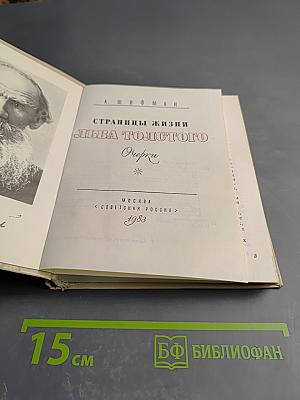 А. ШИФМАН
СТРАНИЦЫ ЖИЗНИ
ЛЬВА ТОЛСТОГО
Очерки
МОСКВА
«СОВЕТСКАЯ РОССИЯ»
1983
15 см
БФ БИБЛИОФАН